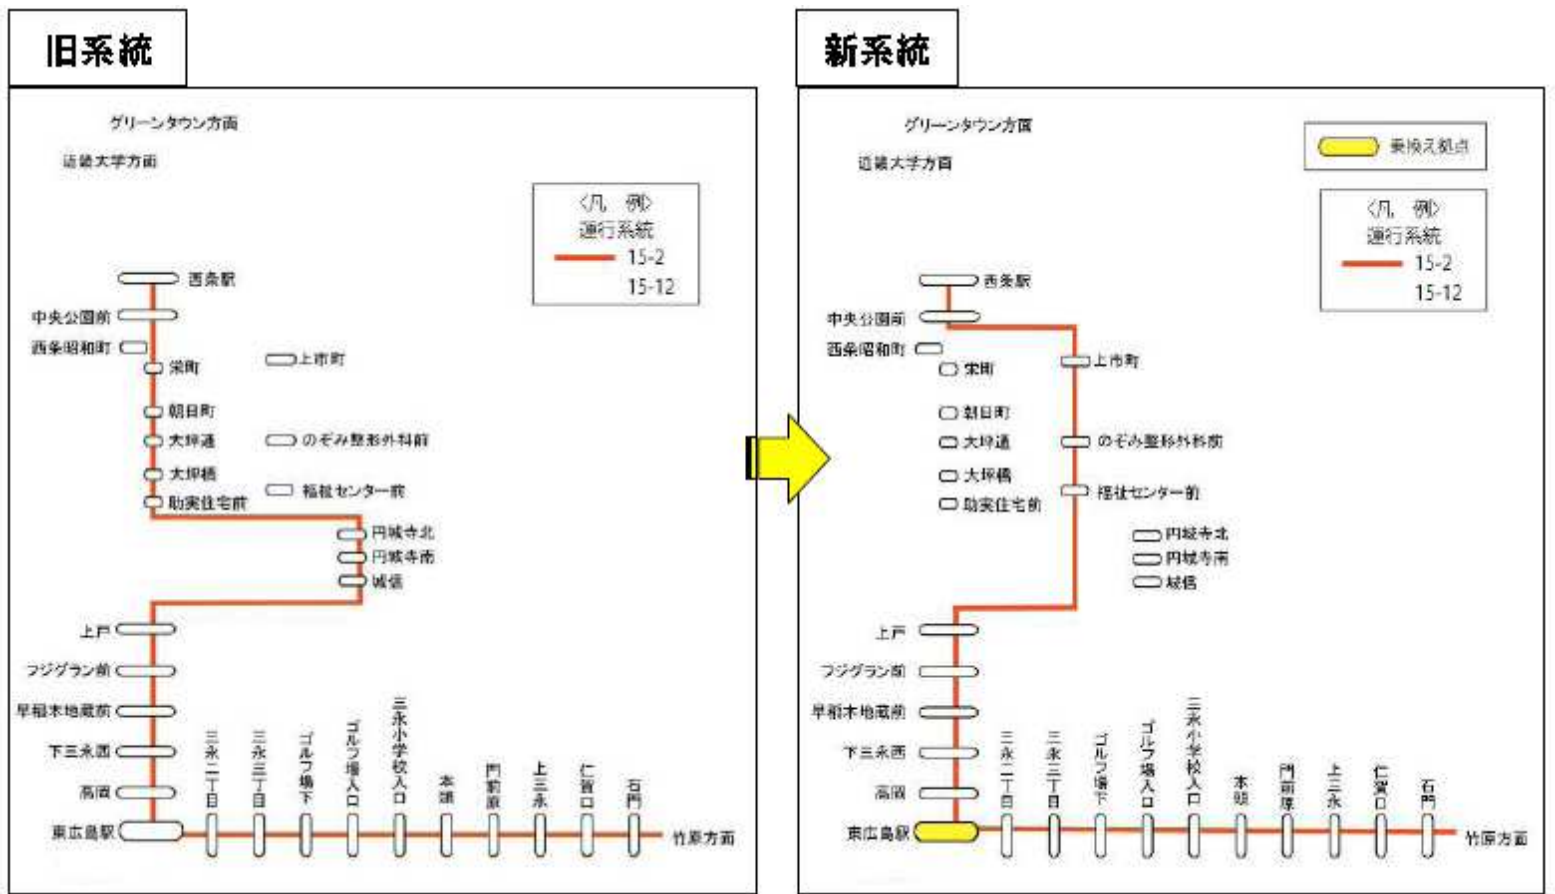 旧系統
グリーンタウン方面
近畿大学方面
〈凡 例〉
運行系統
15-2
15-12
西条駅
中央公園前
西条昭和町
栄町
上市町
朝日町
大坪通
のぞみ整形外科前
大坪橋
福祉センター前
助実住宅前
円城寺北
円城寺南
城信
上戸
フジグラン前
早稲木地蔵前
下三永西
高岡
東広島駅
三永二丁目
三永三丁目
ゴルフ場下
ゴルフ場入口
三永小学校入口
本頭
門前原
上三永
仁賀口
石門
竹原方面
新系統
グリーンタウン方面
近畿大学方面
乗換え拠点
〈凡 例〉
運行系統
15-2
15-12
西条駅
中央公園前
西条昭和町
栄町
上市町
朝日町
大坪通
のぞみ整形外科前
大坪橋
福祉センター前
助実住宅前
円城寺北
円城寺南
城信
上戸
フジグラン前
早稲木地蔵前
下三永西
高岡
東広島駅
三永二丁目
三永三丁目
ゴルフ場下
ゴルフ場入口
三永小学校入口
本頭
門前原
上三永
仁賀口
石門
竹原方面